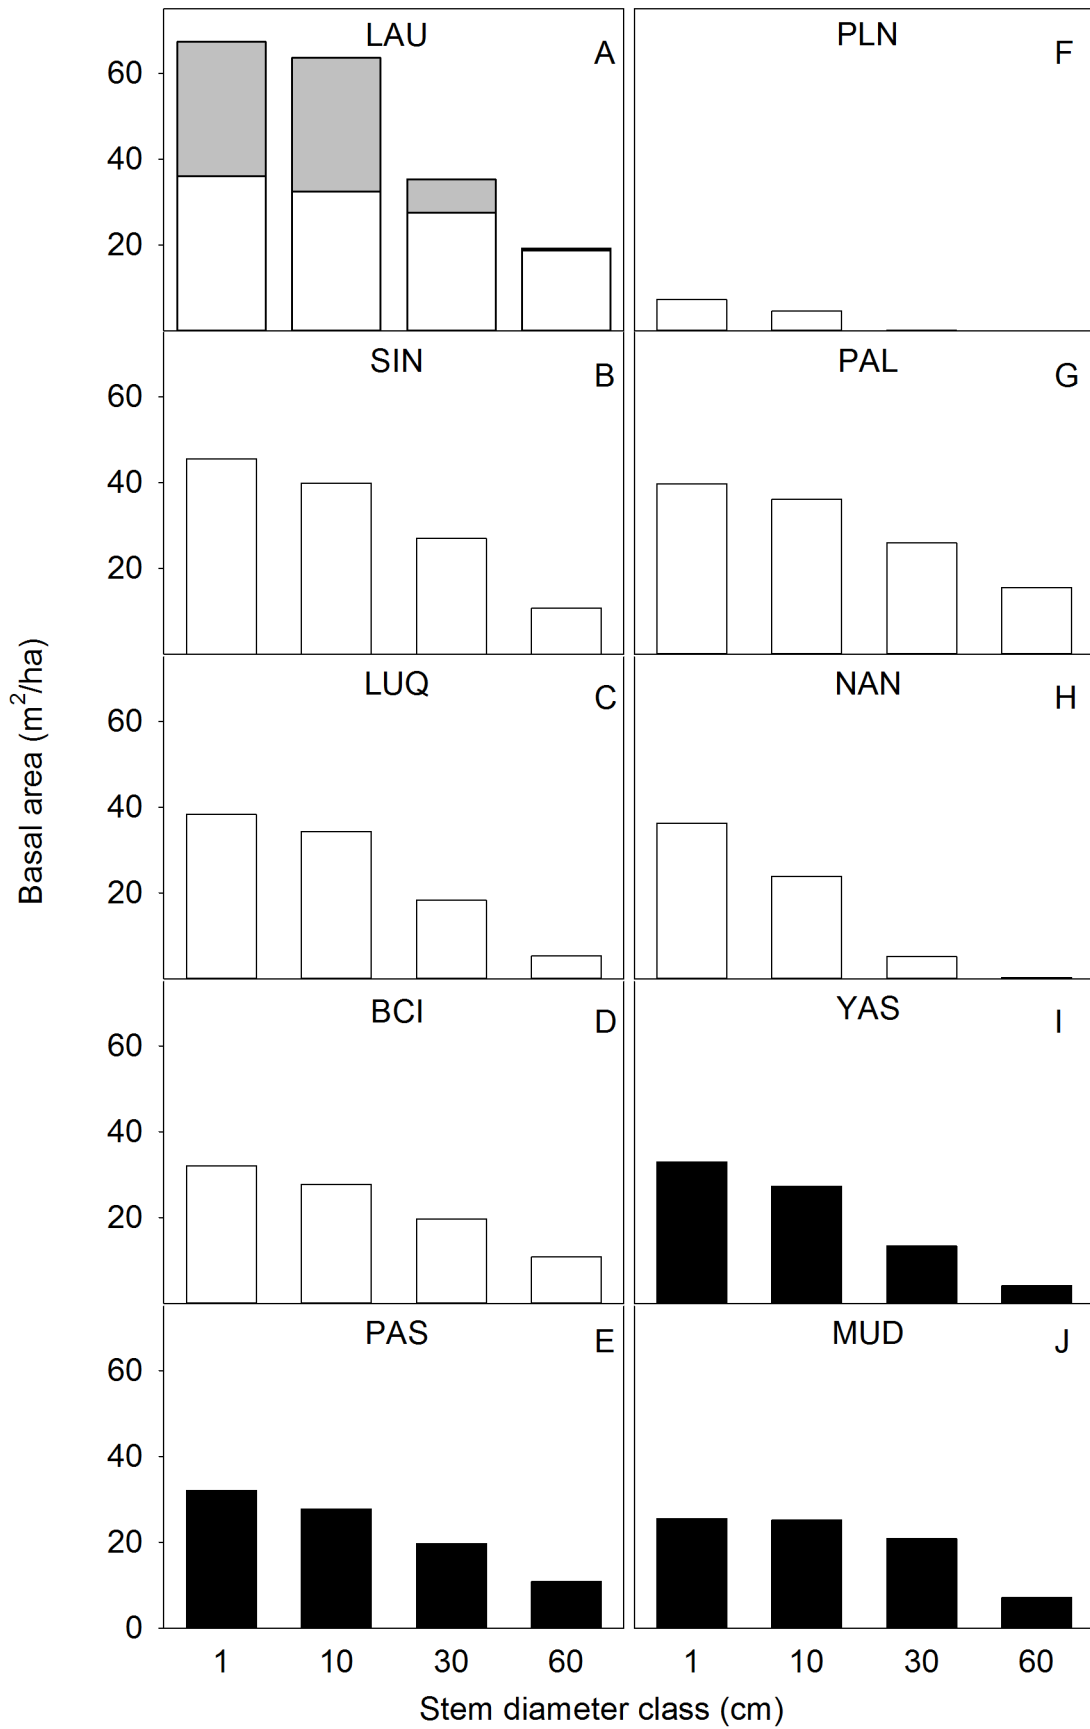 LAU
A
60
40
20
PLN
F
SIN
B
60
40
20
PAL
G
LUQ
C
60
40
20
NAN
H
BCI
D
60
40
20
YAS
I
PAS
E
60
40
20
0
MUD
J
1 10 30 60 1 10 30 60
Stem diameter class (cm)
Basal area (m²/ha)